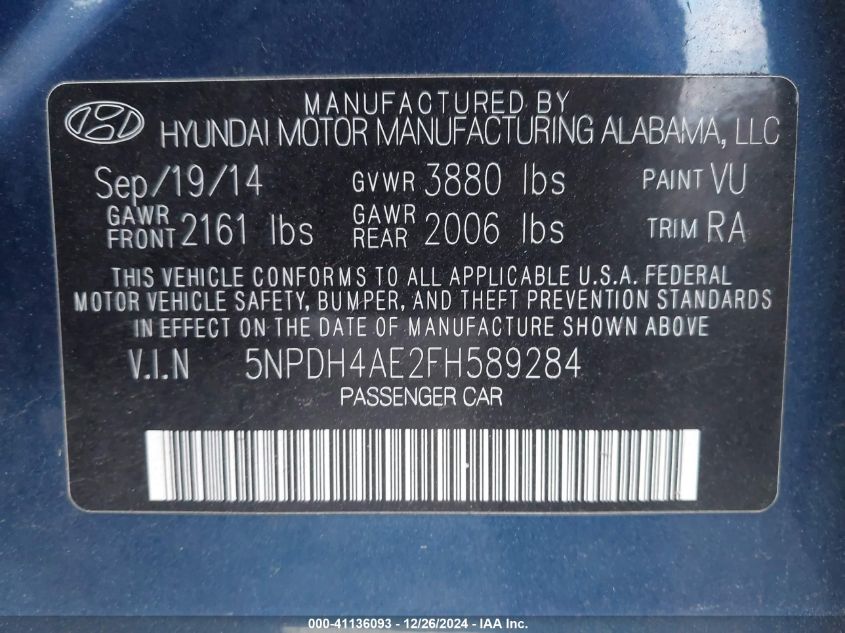 MANUFACTURED BY
HYUNDAI MOTOR MANUFACTURING ALABAMA, LLC
Sep/19/14 GVWR 3880 lbs PAINT VU
GAWR FRONT 2161 lbs GAWR REAR 2006 lbs TRIM RA
THIS VEHICLE CONFORMS TO ALL APPLICABLE U.S.A. FEDERAL
MOTOR VEHICLE SAFETY, BUMPER, AND THEFT PREVENTION STANDARDS
IN EFFECT ON THE DATE OF MANUFACTURE SHOWN ABOVE
V.I.N 5NPDH4AE2FH589284
PASSENGER CAR
000-41136093 - 12/26/2024 - IAA Inc.